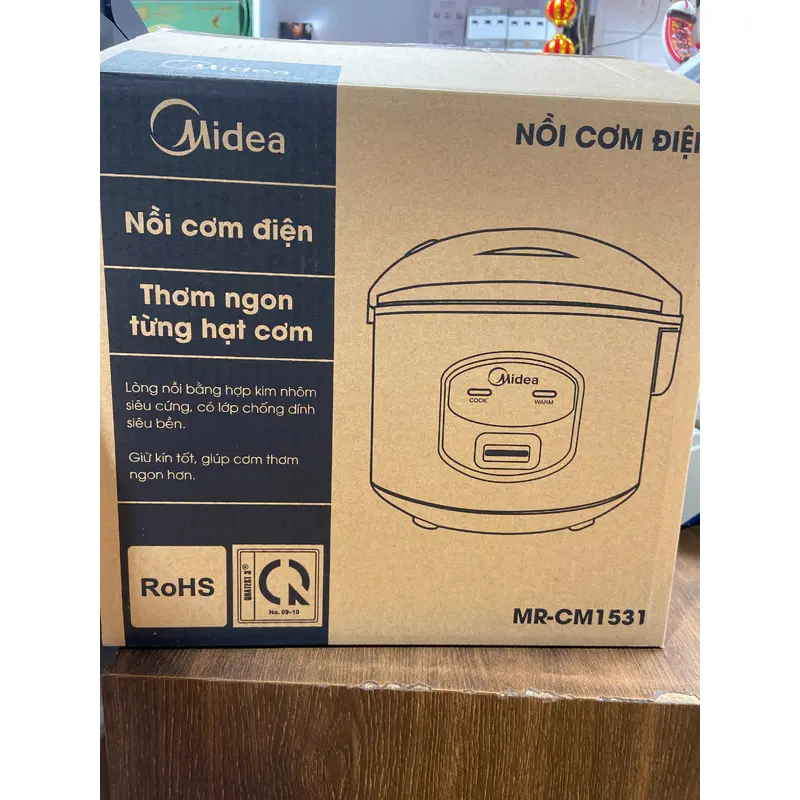 Midea
Midea
NỒI CƠM ĐIỆ
Nồi cơm điện
Thơm ngon
từng hạt cơm
Lòng nồi bằng hợp kim nhôm
siêu cứng, có lớp chống dính
siêu bền.
Giữ kín tốt, giúp cơm thơm
ngon hơn.
Midea
COOK
WARM
RoHS
QUATEST 3®
CR
No. 09-10
MR-CM1531